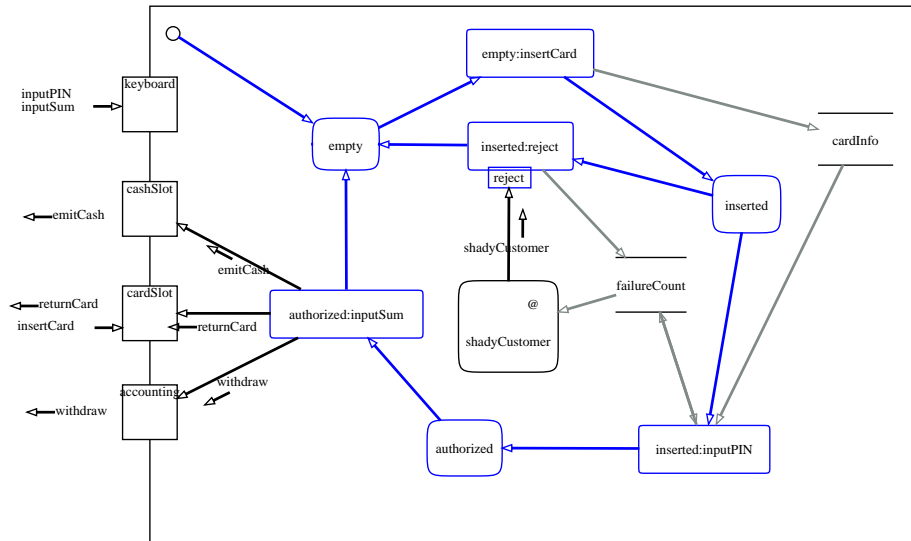 empty:insertCard
keyboard
inputPIN
inputSum
cardInfo
empty
inserted:reject
reject
cashSlot
inserted
emitCash
shadyCustomer
emitCash
cardSlot
failureCount
returnCard
@
authorized:inputSum
insertCard
returnCard
shadyCustomer
withdraw
accounting
withdraw
authorized
inserted:inputPIN